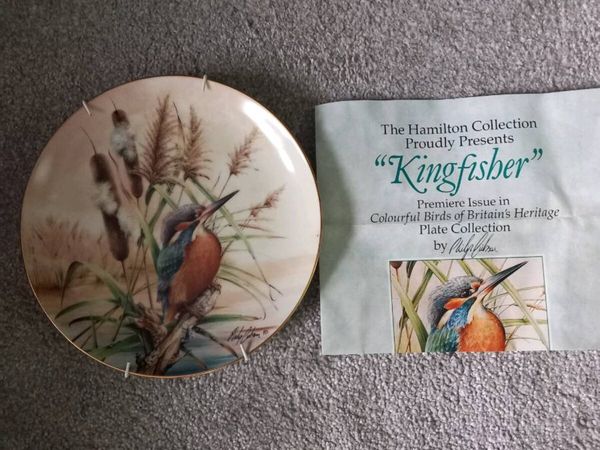 The Hamilton Collection
Proudly Presents
"Kingfisher"
Premiere Issue in
Colourful Birds of Britain's Heritage
Plate Collection
by